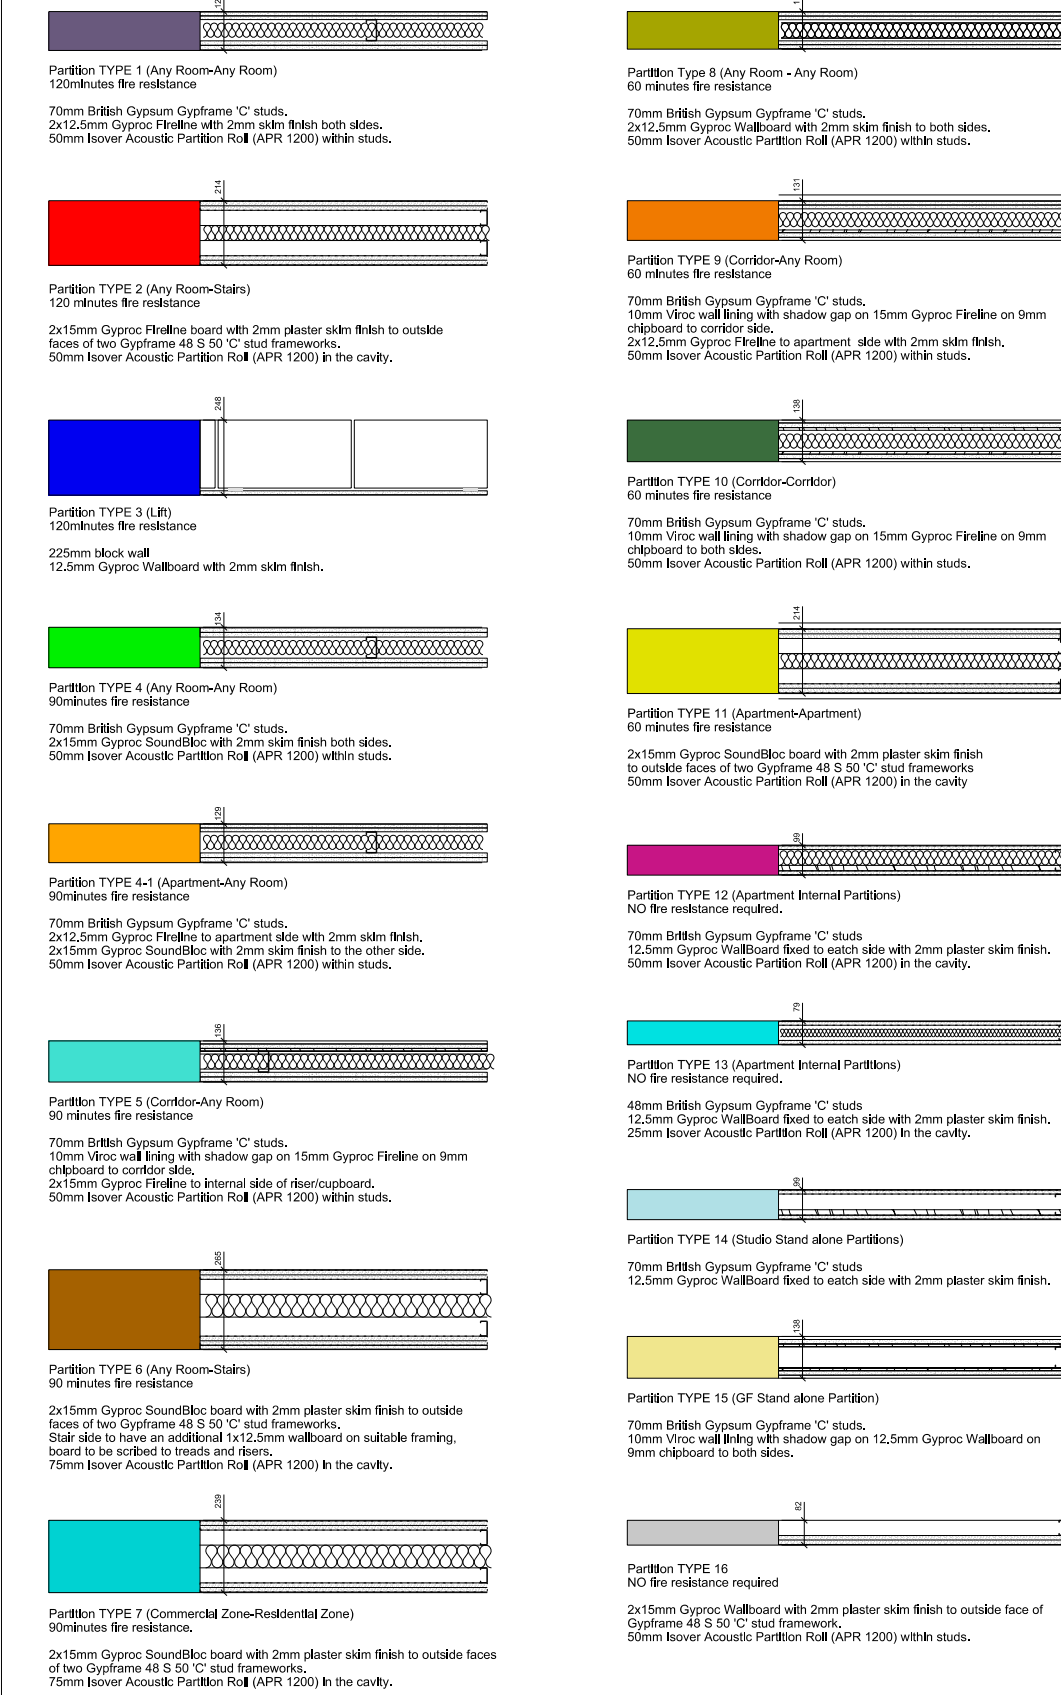 Partition TYPE 1 (Any Room-Any Room)
120minutes fire resistance
70mm British Gypsum Gypframe 'C' studs.
2x12.5mm Gyproc Fireline with 2mm skim finish both sides.
50mm Isover Acoustic Partition Roll (APR 1200) within studs.
214
Partition TYPE 2 (Any Room-Stairs)
120 minutes fire resistance
2x15mm Gyproc Fireline board with 2mm plaster skim finish to outside
faces of two Gypframe 48 S 50 'C' stud frameworks.
50mm Isover Acoustic Partition Roll (APR 1200) in the cavity.
248
Partition TYPE 3 (Lift)
120minutes fire resistance
225mm block wall
12.5mm Gyproc Wallboard with 2mm skim finish.
134
Partition TYPE 4 (Any Room-Any Room)
90minutes fire resistance
70mm British Gypsum Gypframe 'C' studs.
2x15mm Gyproc SoundBloc with 2mm skim finish both sides.
50mm Isover Acoustic Partition Roll (APR 1200) within studs.
129
Partition TYPE 4-1 (Apartment-Any Room)
90minutes fire resistance
70mm British Gypsum Gypframe 'C' studs.
2x12.5mm Gyproc Fireline to apartment side with 2mm skim finish.
2x15mm Gyproc SoundBloc with 2mm skim finish to the other side.
50mm Isover Acoustic Partition Roll (APR 1200) within studs.
136
Partition TYPE 5 (Corridor-Any Room)
90 minutes fire resistance
70mm British Gypsum Gypframe 'C' studs.
10mm Viroc wall lining with shadow gap on 15mm Gyproc Fireline on 9mm
chipboard to corridor side.
2x15mm Gyproc Fireline to internal side of riser/cupboard.
50mm Isover Acoustic Partition Roll (APR 1200) within studs.
265
Partition TYPE 6 (Any Room-Stairs)
90 minutes fire resistance
2x15mm Gyproc SoundBloc board with 2mm plaster skim finish to outside
faces of two Gypframe 48 S 50 'C' stud frameworks.
Stair side to have an additional 1x12.5mm wallboard on suitable framing,
board to be scribed to treads and risers.
75mm Isover Acoustic Partition Roll (APR 1200) in the cavity.
239
Partition TYPE 7 (Commercial Zone-Residential Zone)
90minutes fire resistance.
2x15mm Gyproc SoundBloc board with 2mm plaster skim finish to outside faces
of two Gypframe 48 S 50 'C' stud frameworks.
75mm Isover Acoustic Partition Roll (APR 1200) in the cavity.
Partition Type 8 (Any Room - Any Room)
60 minutes fire resistance
70mm British Gypsum Gypframe 'C' studs.
2x12.5mm Gyproc Wallboard with 2mm skim finish to both sides.
50mm Isover Acoustic Partition Roll (APR 1200) within studs.
131
Partition TYPE 9 (Corridor-Any Room)
60 minutes fire resistance
70mm British Gypsum Gypframe 'C' studs.
10mm Viroc wall lining with shadow gap on 15mm Gyproc Fireline on 9mm
chipboard to corridor side.
2x12.5mm Gyproc Fireline to apartment side with 2mm skim finish.
50mm Isover Acoustic Partition Roll (APR 1200) within studs.
138
Partition TYPE 10 (Corridor-Corridor)
60 minutes fire resistance
70mm British Gypsum Gypframe 'C' studs.
10mm Viroc wall lining with shadow gap on 15mm Gyproc Fireline on 9mm
chipboard to both sides.
50mm Isover Acoustic Partition Roll (APR 1200) within studs.
214
Partition TYPE 11 (Apartment-Apartment)
60 minutes fire resistance
2x15mm Gyproc SoundBloc board with 2mm plaster skim finish
to outside faces of two Gypframe 48 S 50 'C' stud frameworks
50mm Isover Acoustic Partition Roll (APR 1200) in the cavity
99
Partition TYPE 12 (Apartment Internal Partitions)
NO fire resistance required.
70mm British Gypsum Gypframe 'C' studs
12.5mm Gyproc WallBoard fixed to eatch side with 2mm plaster skim finish.
50mm Isover Acoustic Partition Roll (APR 1200) in the cavity.
79
Partition TYPE 13 (Apartment Internal Partitions)
NO fire resistance required.
48mm British Gypsum Gypframe 'C' studs
12.5mm Gyproc WallBoard fixed to eatch side with 2mm plaster skim finish.
25mm Isover Acoustic Partition Roll (APR 1200) in the cavity.
99
Partition TYPE 14 (Studio Stand alone Partitions)
70mm British Gypsum Gypframe 'C' studs
12.5mm Gyproc WallBoard fixed to eatch side with 2mm plaster skim finish.
138
Partition TYPE 15 (GF Stand alone Partition)
70mm British Gypsum Gypframe 'C' studs.
10mm Viroc wall lining with shadow gap on 12.5mm Gyproc Wallboard on
9mm chipboard to both sides.
82
Partition TYPE 16
NO fire resistance required
2x15mm Gyproc Wallboard with 2mm plaster skim finish to outside face of
Gypframe 48 S 50 'C' stud framework.
50mm Isover Acoustic Partition Roll (APR 1200) within studs.